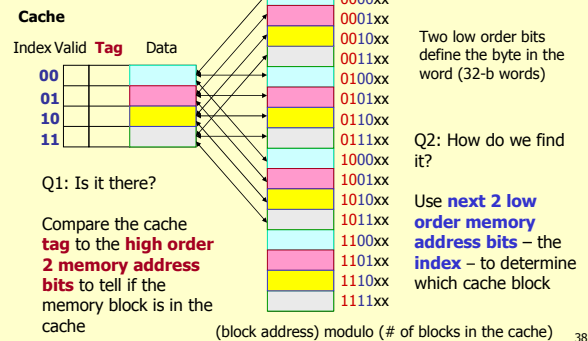 Cache
Index Valid Tag Data
00
01
10
11
Q1: Is it there?
Compare the cache
tag to the high order
2 memory address
bits to tell if the
memory block is in the
cache
0000xx
0001xx
0010xx
0011xx
0100xx
0101xx
0110xx
0111xx
1000xx
1001xx
1010xx
1011xx
1100xx
1101xx
1110xx
1111xx
Two low order bits
define the byte in the
word (32-b words)
Q2: How do we find
it?
Use next 2 low
order memory
address bits – the
index – to determine
which cache block
(block address) modulo (# of blocks in the cache)
38